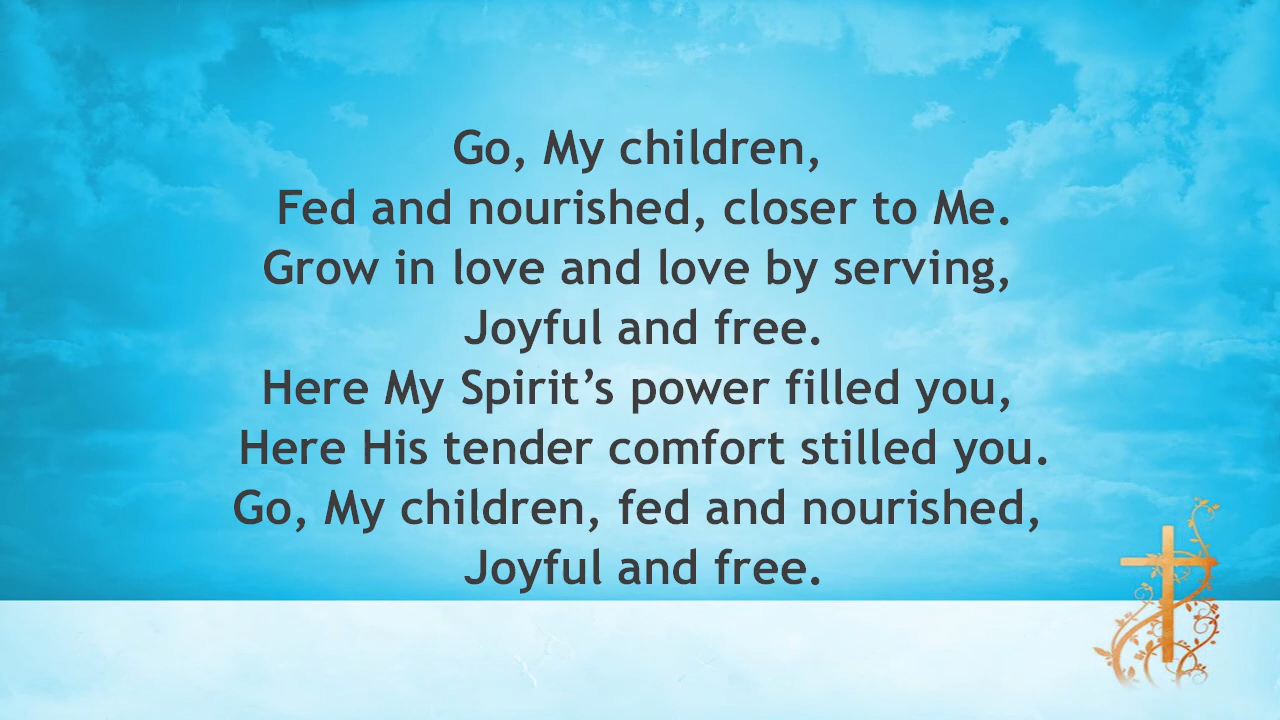 Go, My children,
Fed and nourished, closer to Me.
Grow in love and love by serving,
Joyful and free.
Here My Spirit’s power filled you,
Here His tender comfort stilled you.
Go, My children, fed and nourished,
Joyful and free.